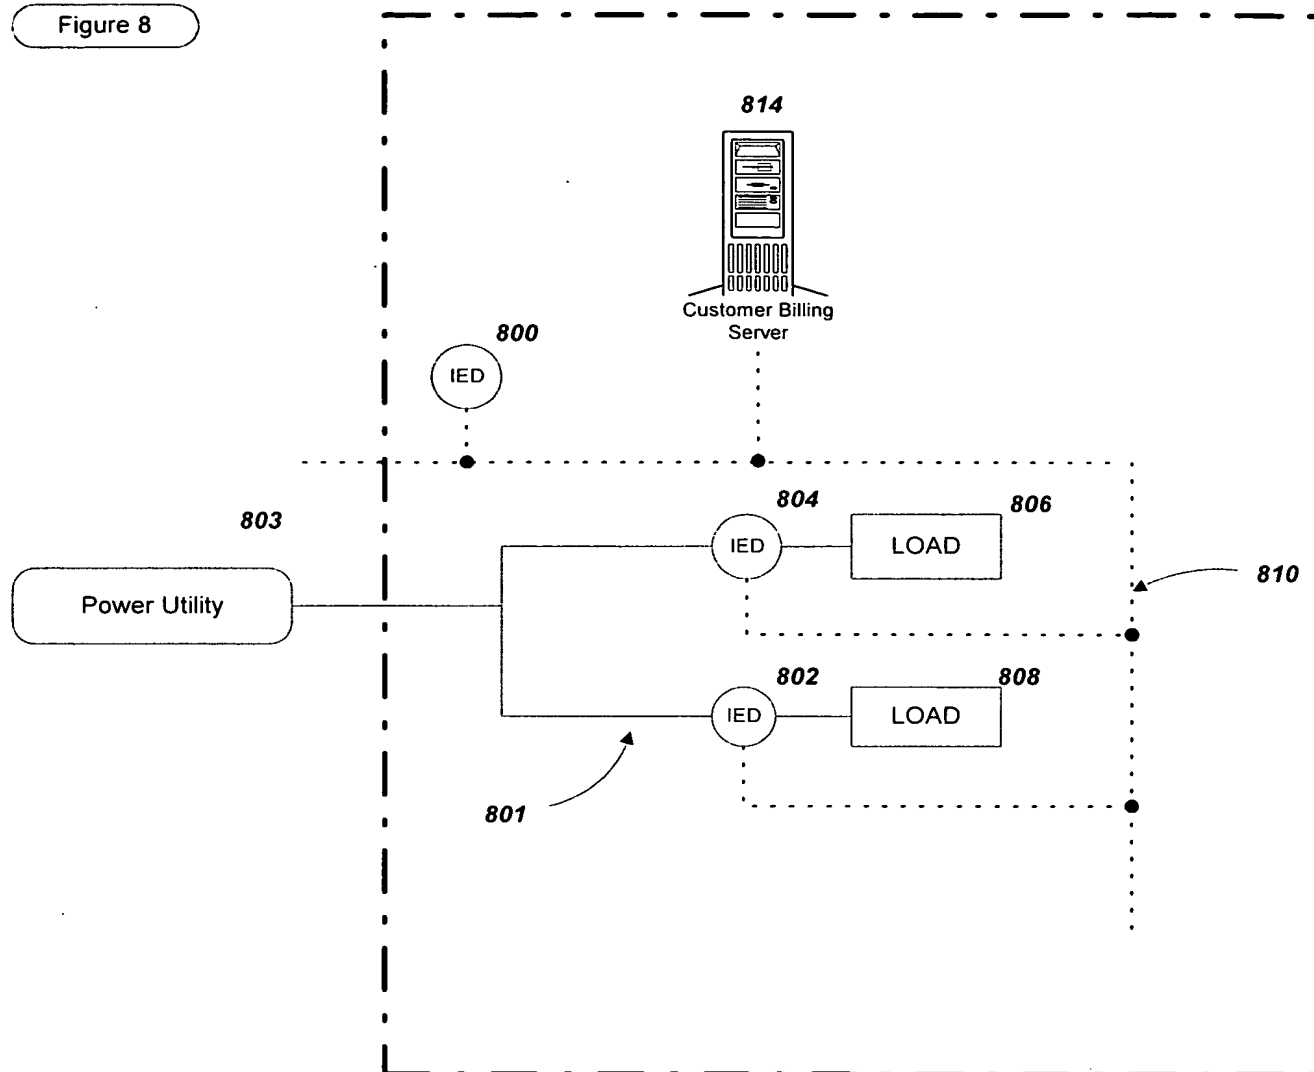 Figure 8
814
Customer Billing
Server
800
IED
803
804
806
IED
LOAD
810
Power Utility
802
808
IED
LOAD
801